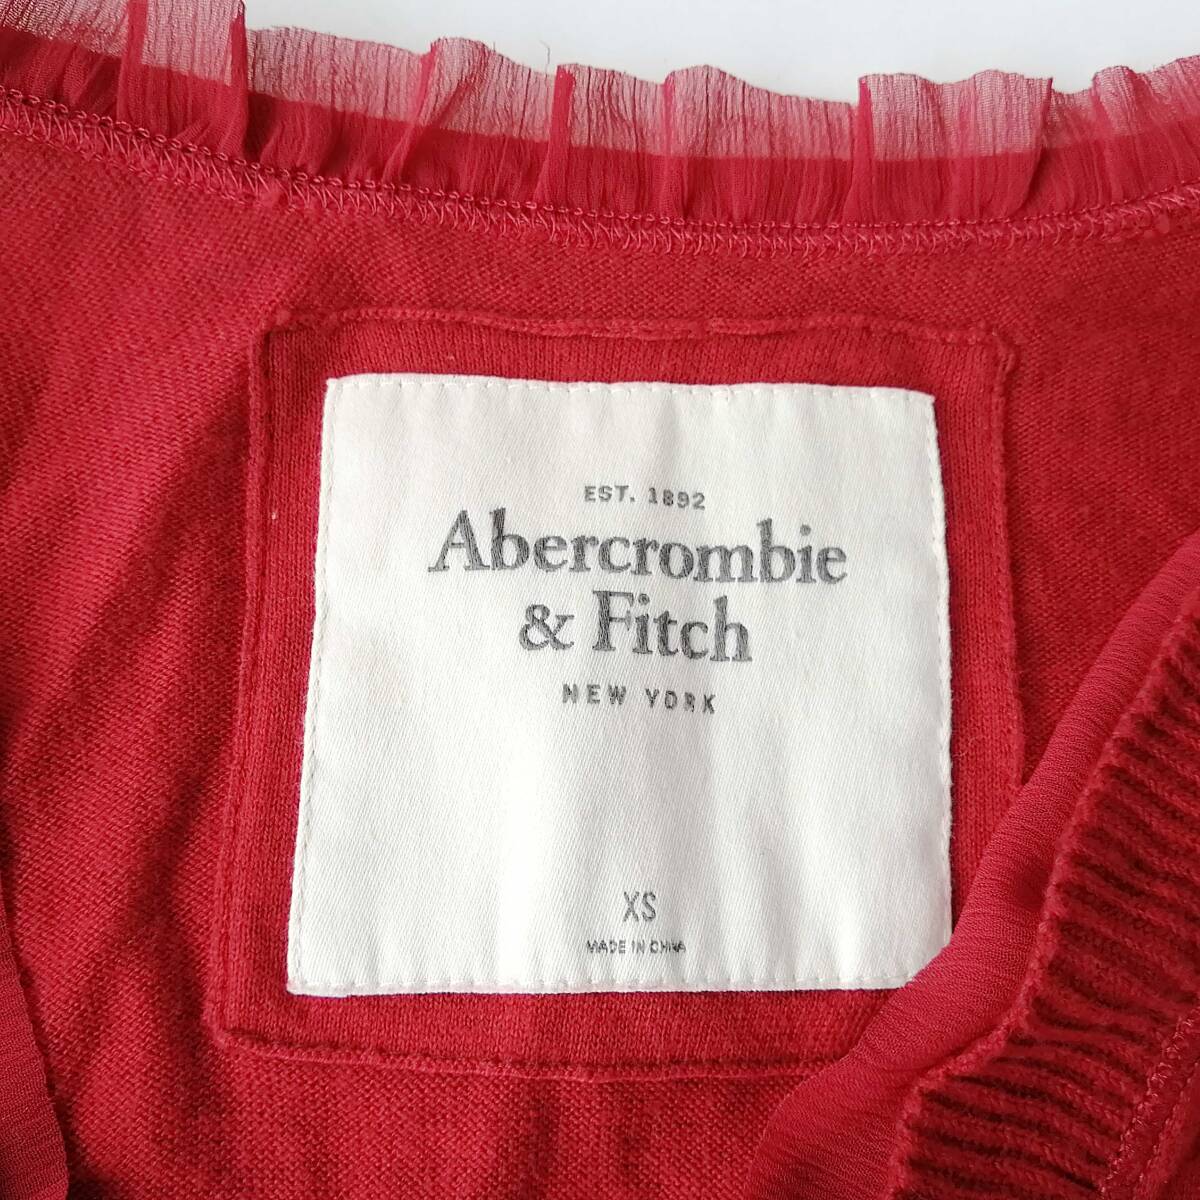 EST. 1892
Abercrombie
& Fitch
NEW YORK
XS
MADE IN CHINA